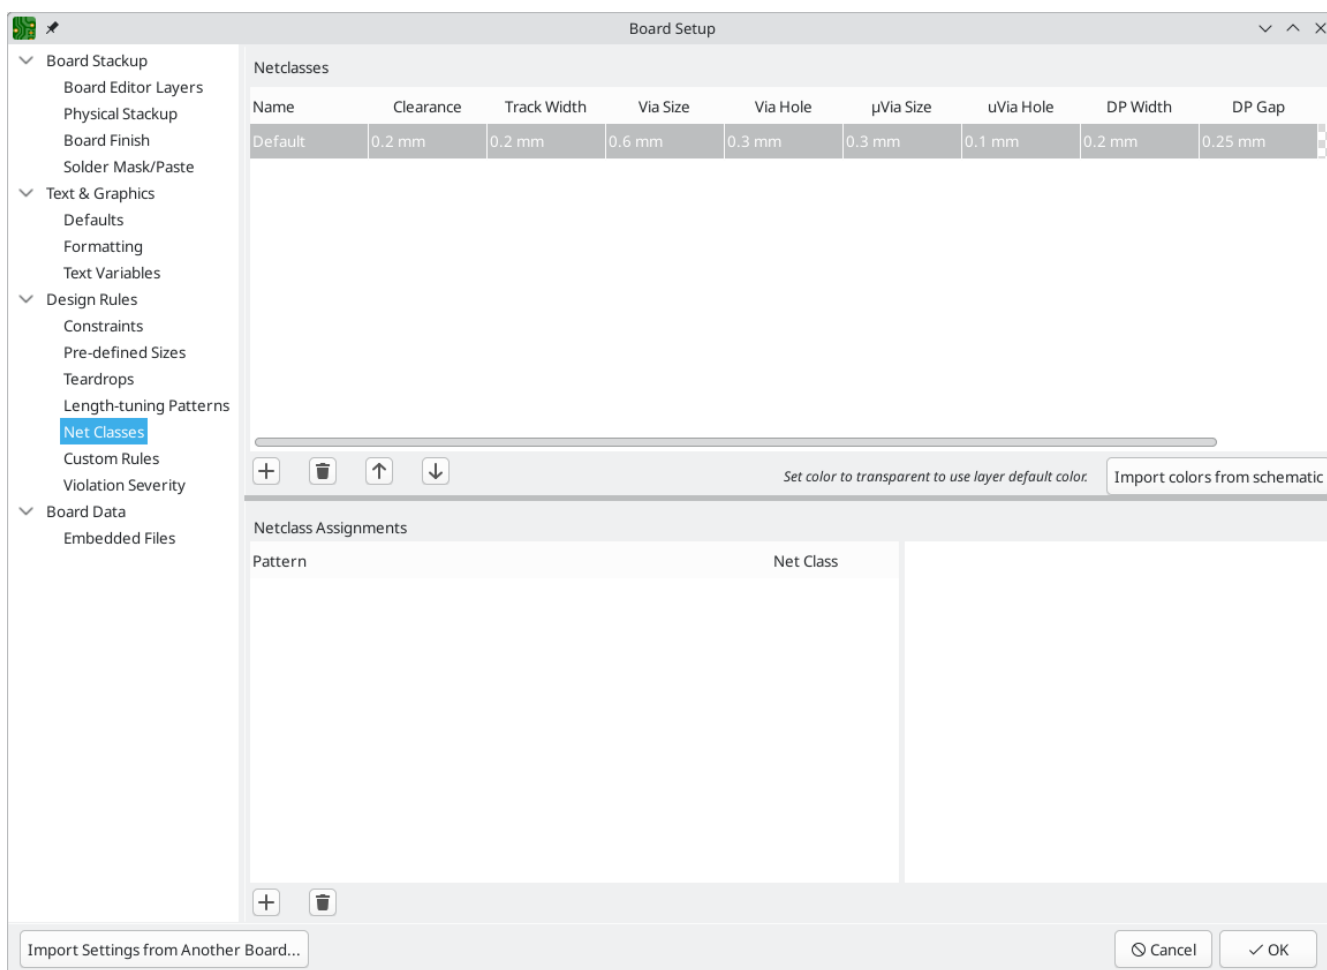 Board Setup
Board Stackup
Board Editor Layers
Physical Stackup
Board Finish
Solder Mask/Paste
Text & Graphics
Defaults
Formatting
Text Variables
Design Rules
Constraints
Pre-defined Sizes
Teardrops
Length-tuning Patterns
Net Classes
Custom Rules
Violation Severity
Board Data
Embedded Files
Netclasses
Name Clearance Track Width Via Size Via Hole µVia Size uVia Hole DP Width DP Gap
Default 0.2 mm 0.2 mm 0.6 mm 0.3 mm 0.3 mm 0.1 mm 0.2 mm 0.25 mm
Set color to transparent to use layer default color. Import colors from schematic
Netclass Assignments
Pattern Net Class
Import Settings from Another Board... Cancel OK